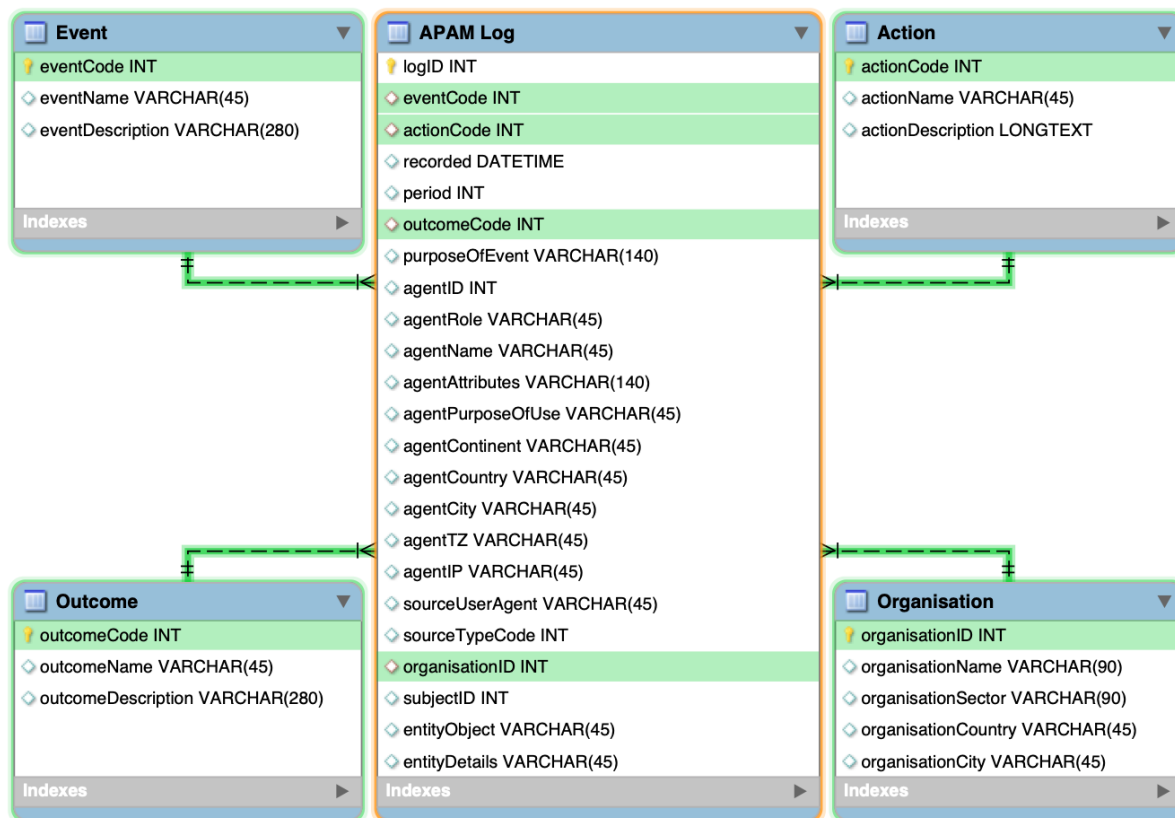 Event
eventCode INT
eventName VARCHAR(45)
eventDescription VARCHAR(280)
Indexes
APAM Log
logID INT
eventCode INT
actionCode INT
recorded DATETIME
period INT
outcomeCode INT
purposeOfEvent VARCHAR(140)
agentID INT
agentRole VARCHAR(45)
agentName VARCHAR(45)
agentAttributes VARCHAR(140)
agentPurposeOfUse VARCHAR(45)
agentContinent VARCHAR(45)
agentCountry VARCHAR(45)
agentCity VARCHAR(45)
agentTZ VARCHAR(45)
agentIP VARCHAR(45)
sourceUserAgent VARCHAR(45)
sourceTypeCode INT
organisationID INT
subjectID INT
entityObject VARCHAR(45)
entityDetails VARCHAR(45)
Indexes
Action
actionCode INT
actionName VARCHAR(45)
actionDescription LONGTEXT
Indexes
Outcome
outcomeCode INT
outcomeName VARCHAR(45)
outcomeDescription VARCHAR(280)
Indexes
Organisation
organisationID INT
organisationName VARCHAR(90)
organisationSector VARCHAR(90)
organisationCountry VARCHAR(45)
organisationCity VARCHAR(45)
Indexes